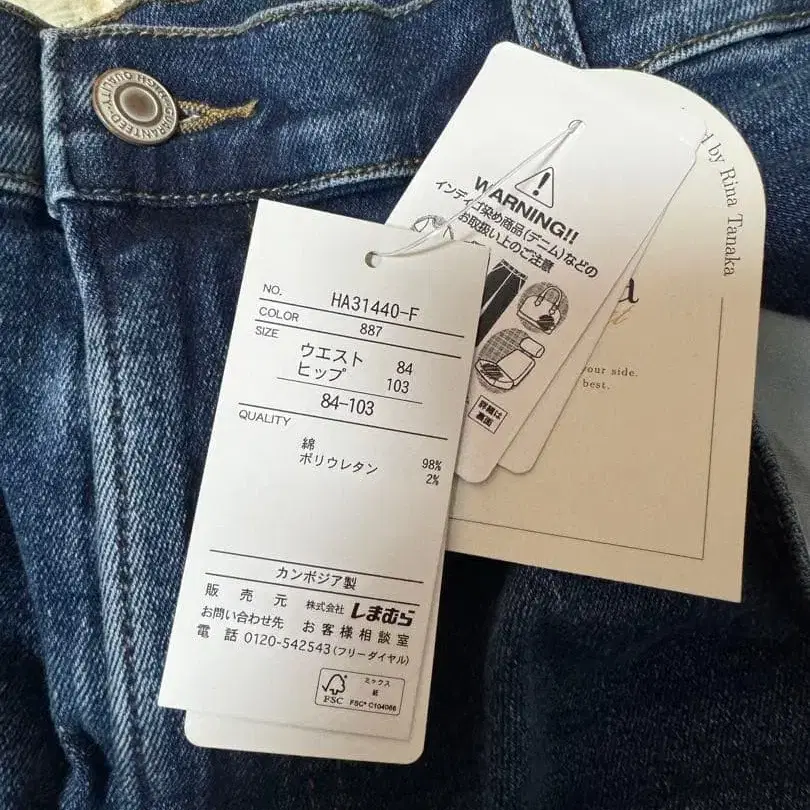 GUARANTEED HIGH QUALITY
NO. HA31440-F
COLOR 887
SIZE
ウエスト 84
ヒップ 103
84-103
QUALITY
綿 98%
ポリウレタン 2%
カンボジア製
販売元 株式会社 しまむら
お問い合わせ先 お客様相談室
電話 0120-542543(フリーダイヤル)
ミックス
紙
FSC
FSC® C104066
WARNING!!
インディゴ染め商品(デニム)などの
お取扱い上のご注意
詳細は
裏面
by Rina Tanaka
your side.
best.